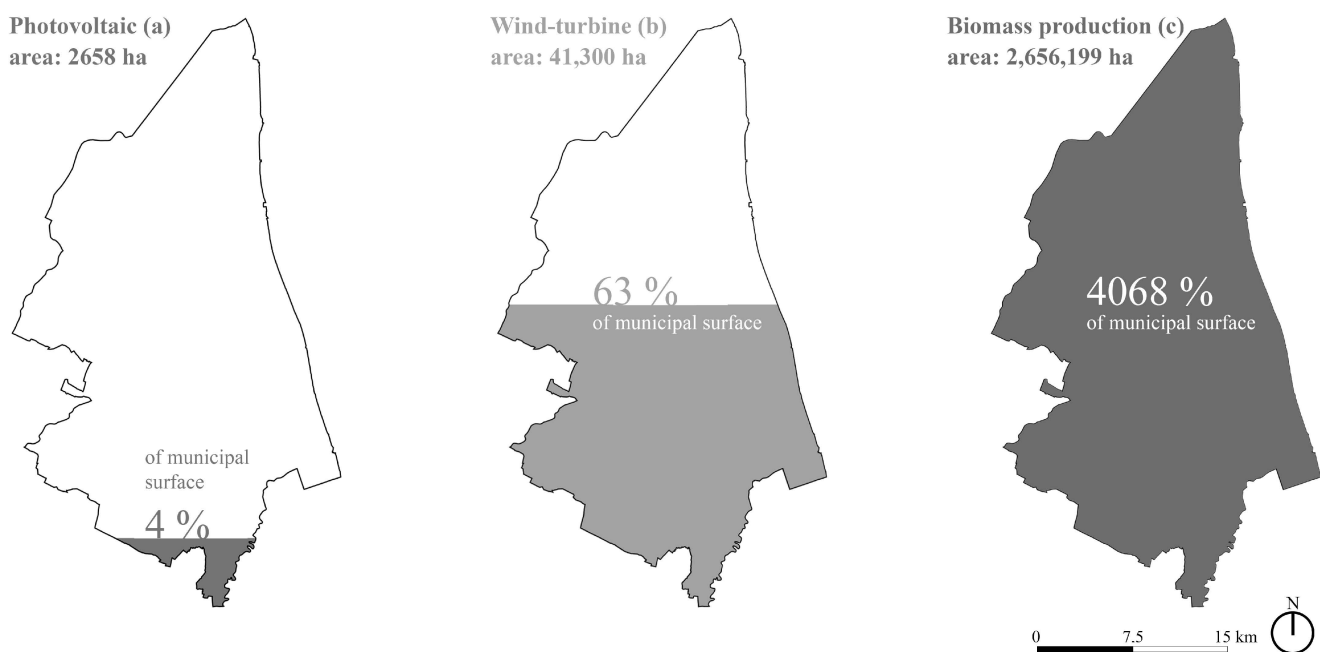 Photovoltaic (a)
area: 2658 ha
Wind-turbine (b)
area: 41,300 ha
Biomass production (c)
area: 2,656,199 ha
of municipal
surface
4 %
63 %
of municipal surface
4068 %
of municipal surface
N
0 7.5 15 km